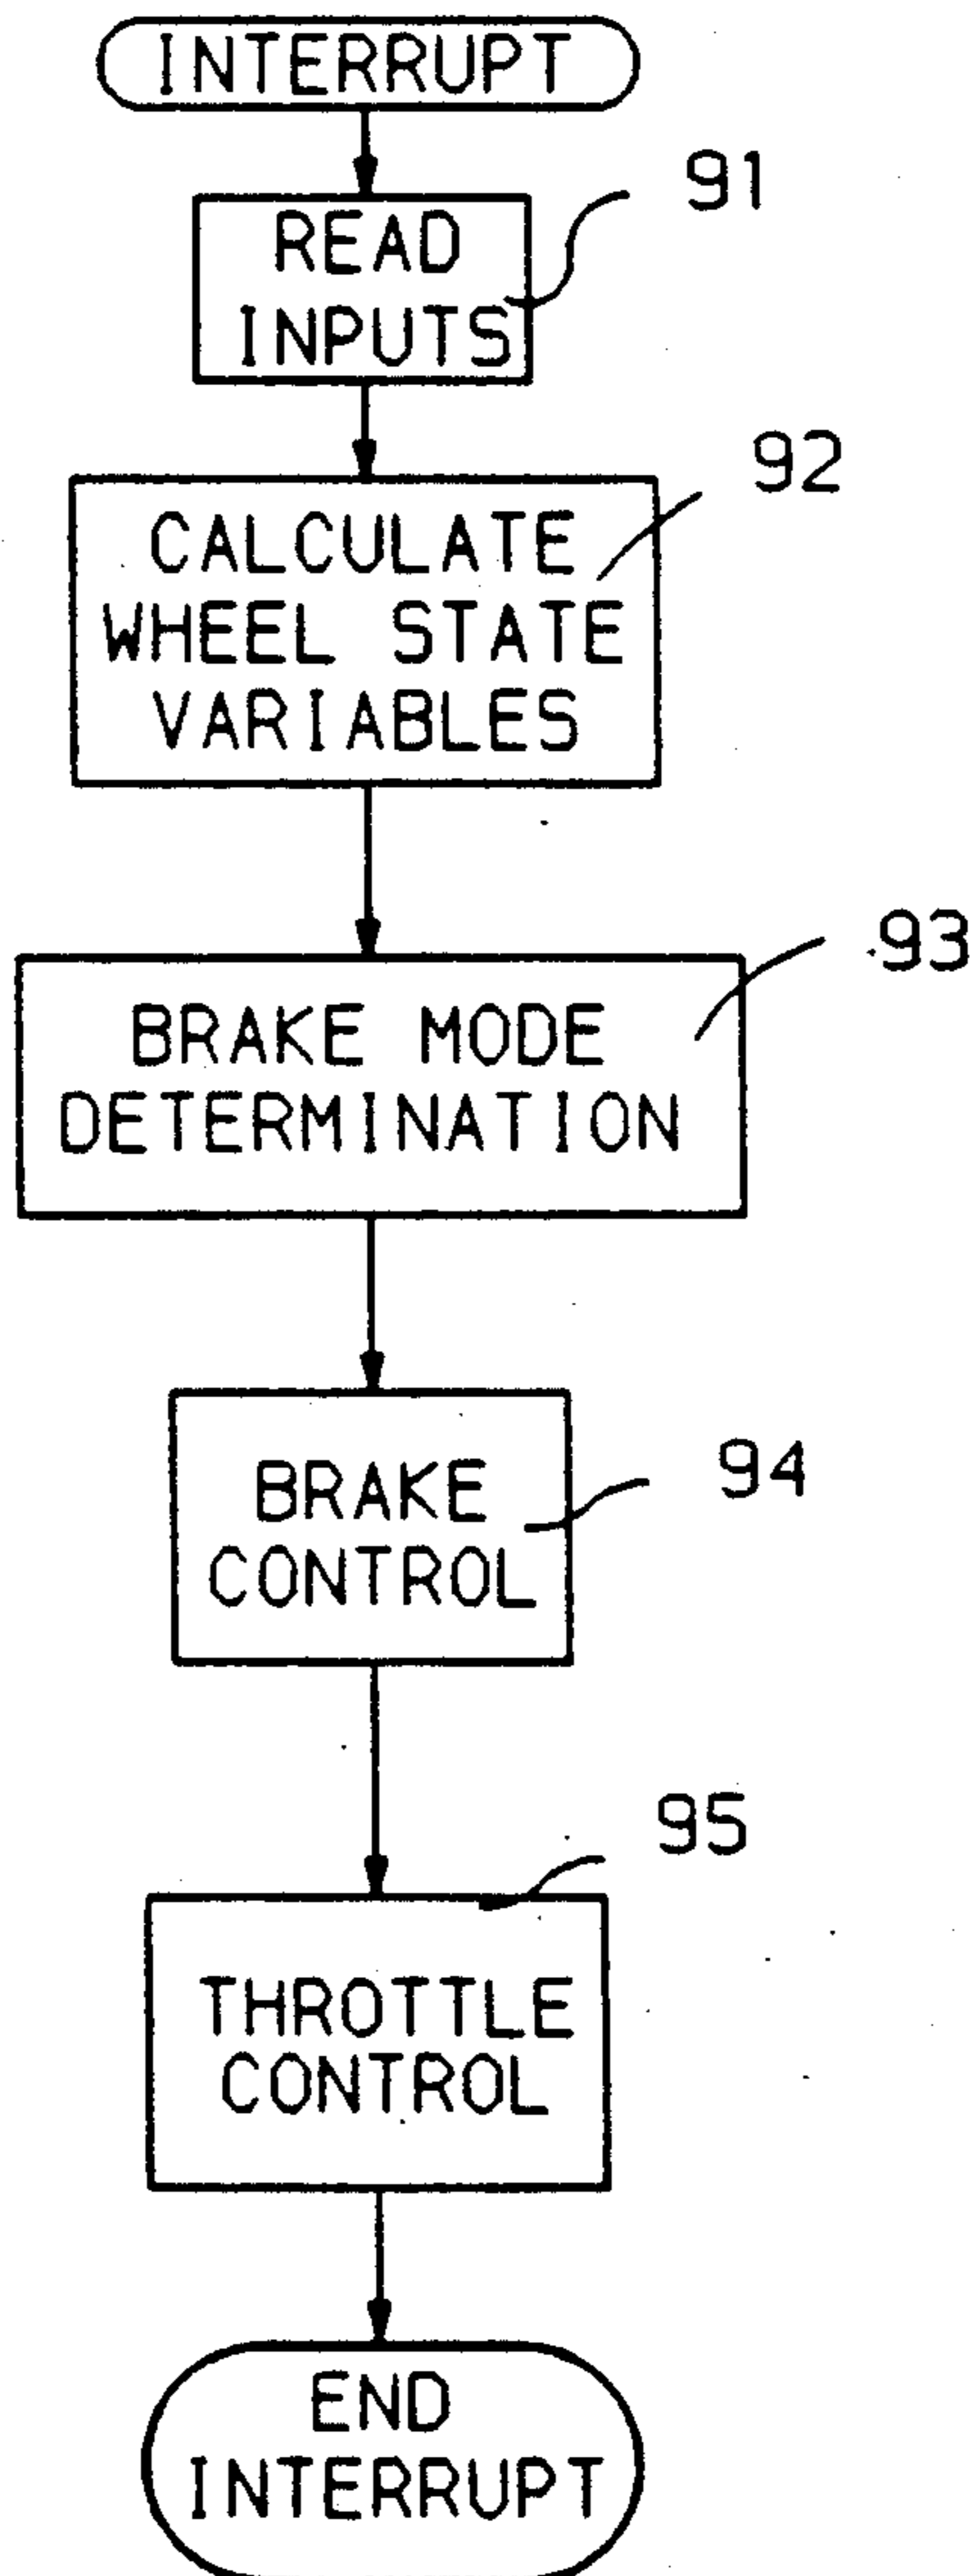 INTERRUPT
91
READ
INPUTS
92
CALCULATE
WHEEL STATE
VARIABLES
93
BRAKE MODE
DETERMINATION
94
BRAKE
CONTROL
95
THROTTLE
CONTROL
END
INTERRUPT